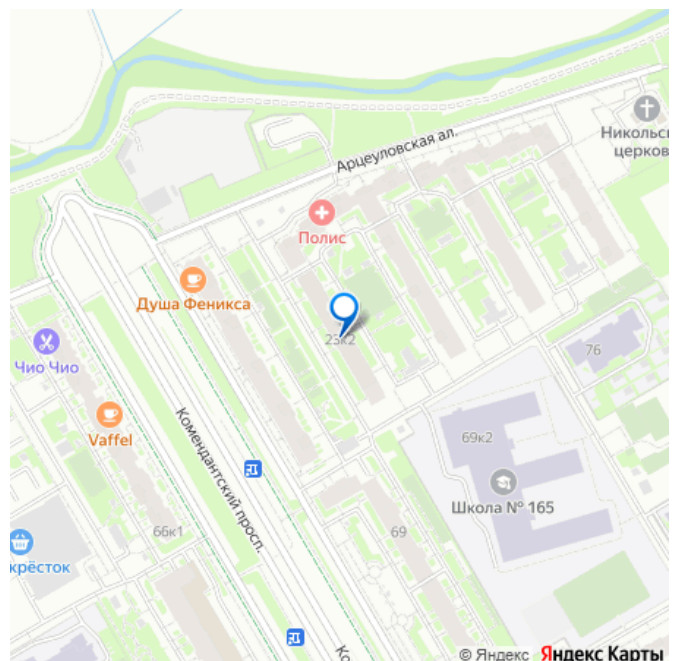 Никольс
церков
Арцеуловская ал.
Полис
Душа Феникса
23к2
Чио Чио
76
Vaffel
69к2
Комендантский просп.
Школа № 165
66к1
69
крёсток
Ко
© Яндекс Яндекс Карты